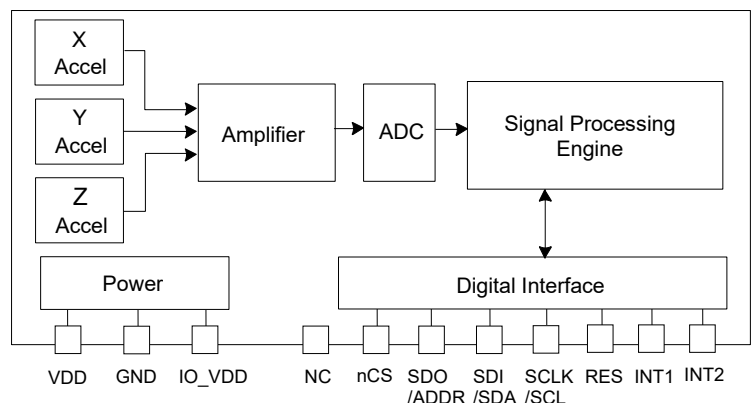 X
Accel
Y
Accel
Z
Accel
Amplifier
ADC
Signal Processing
Engine
Power
Digital Interface
VDD
GND
IO_VDD
NC
nCS
SDO
/ADDR
SDI
/SDA
SCLK
/SCL
RES
INT1
INT2